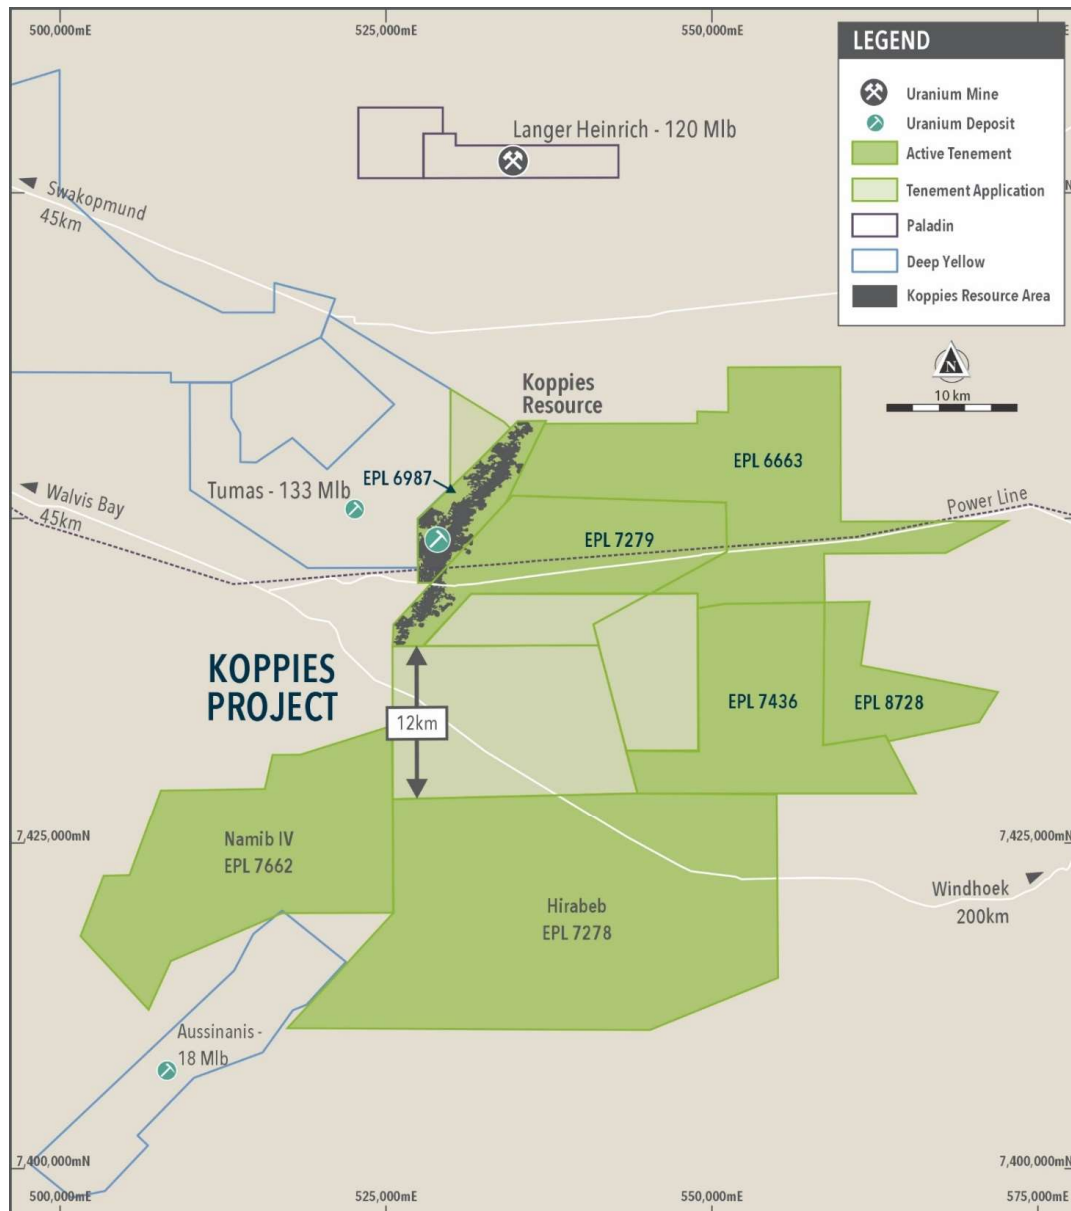 500,000mE
525,000mE
550,000mE
LEGEND
Uranium Mine
Uranium Deposit
Active Tenement
Tenement Application
Paladin
Deep Yellow
Koppies Resource Area
Langer Heinrich - 120 Mlb
Swakopmund
45km
N
10 km
Koppies
Resource
EPL 6987
EPL 6663
Tumas - 133 Mlb
Walvis Bay
45km
Power Line
EPL 7279
KOPPIES
PROJECT
12km
EPL 7436
EPL 8728
7,425,000mN
7,425,000mN
Namib IV
EPL 7662
Hirabeb
EPL 7278
Windhoek
200km
Aussinanis -
18 Mlb
7,400,000mN
7,400,000mN
500,000mE
525,000mE
550,000mE
575,000mE